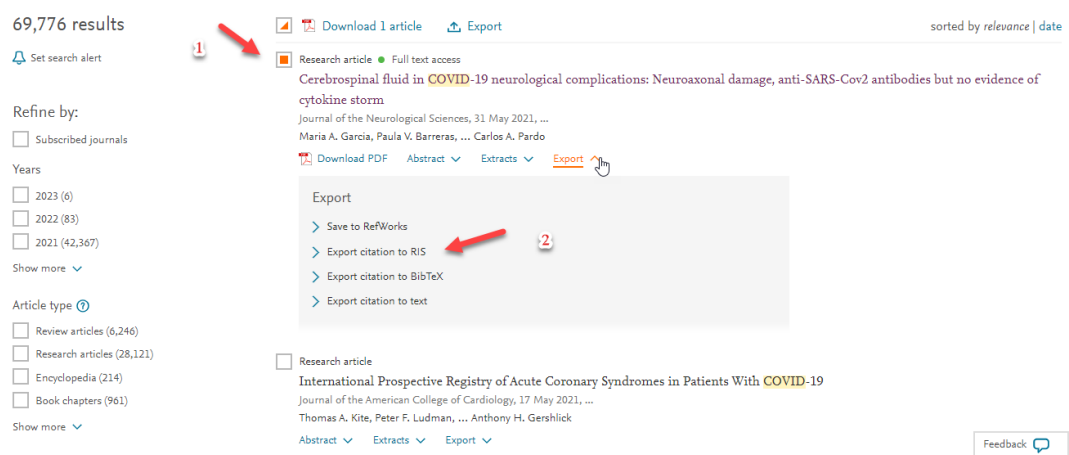 69,776 results
Set search alert
Refine by:
Subscribed journals
Years
2023 (6)
2022 (83)
2021 (42,367)
Show more
Article type
Review articles (6,246)
Research articles (28,121)
Encyclopedia (214)
Book chapters (961)
Show more
1
Download 1 article Export
sorted by relevance | date
Research article Full text access
Cerebrospinal fluid in COVID-19 neurological complications: Neuroaxonal damage, anti-SARS-Cov2 antibodies but no evidence of
cytokine storm
Journal of the Neurological Sciences, 31 May 2021, ...
Maria A. Garcia, Paula V. Barreras, ... Carlos A. Pardo
Download PDF Abstract Extracts Export
Export
Save to RefWorks
Export citation to RIS
2
Export citation to BibTeX
Export citation to text
Research article
International Prospective Registry of Acute Coronary Syndromes in Patients With COVID-19
Journal of the American College of Cardiology, 17 May 2021, ...
Thomas A. Kite, Peter F. Ludman, ... Anthony H. Gershlick
Abstract Extracts Export
Feedback